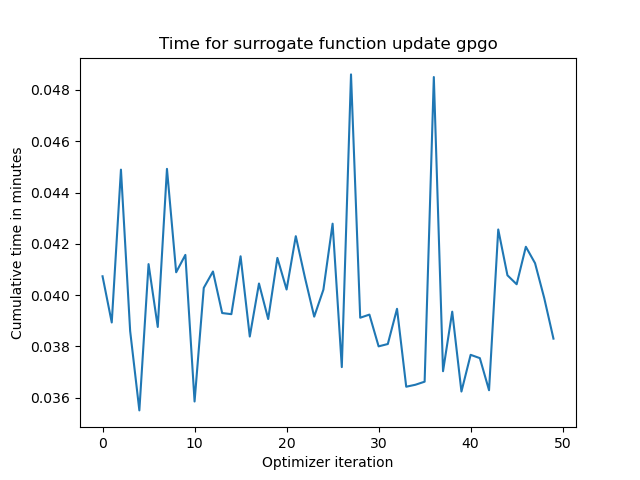 Time for surrogate function update gpgo
Cumulative time in minutes
0.048
0.046
0.044
0.042
0.040
0.038
0.036
0 10 20 30 40 50
Optimizer iteration